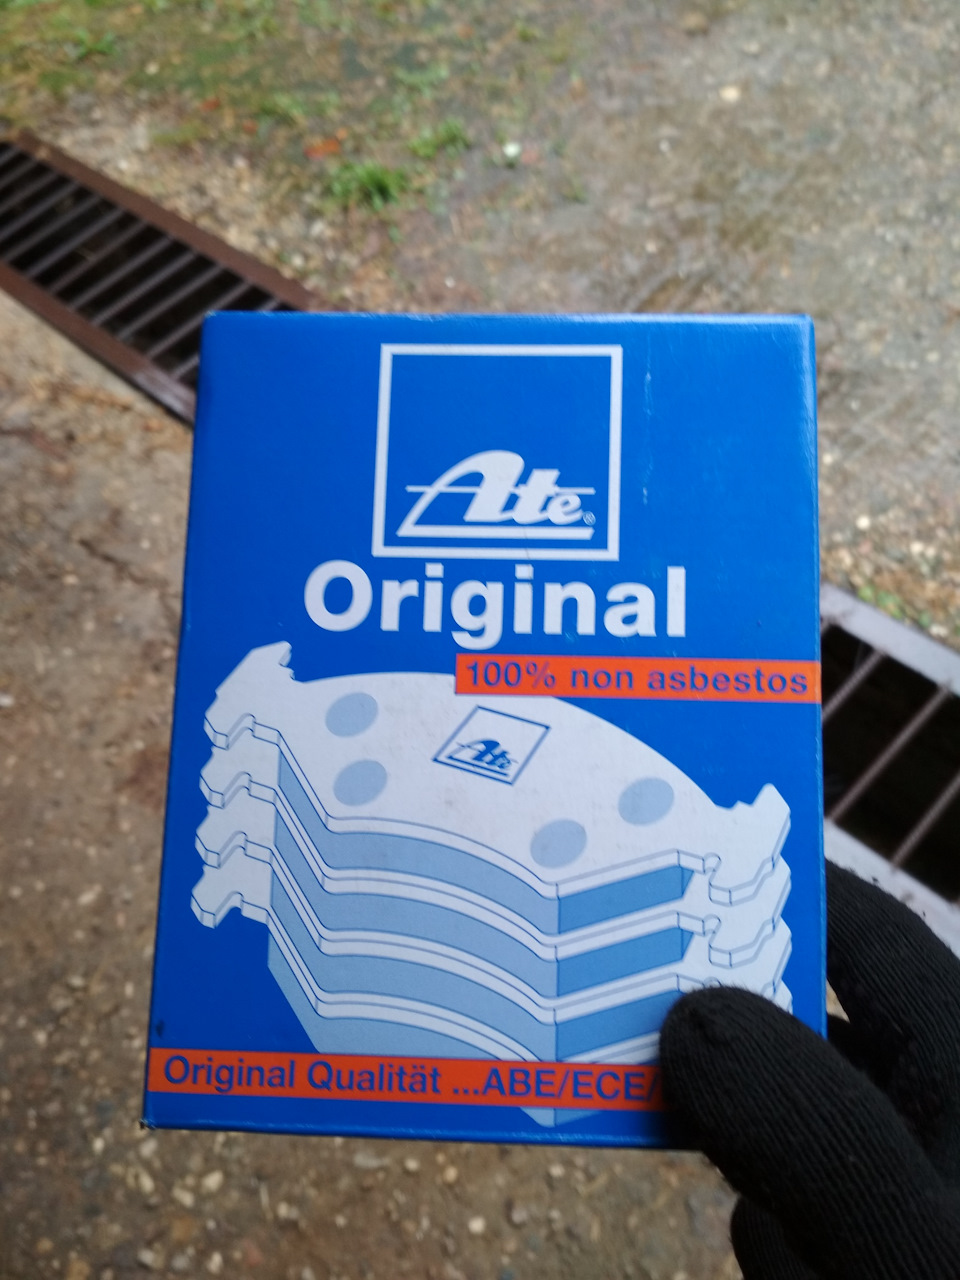 Ate®
Original
100% non asbestos
Ate
Original Qualität ...ABE/ECE/